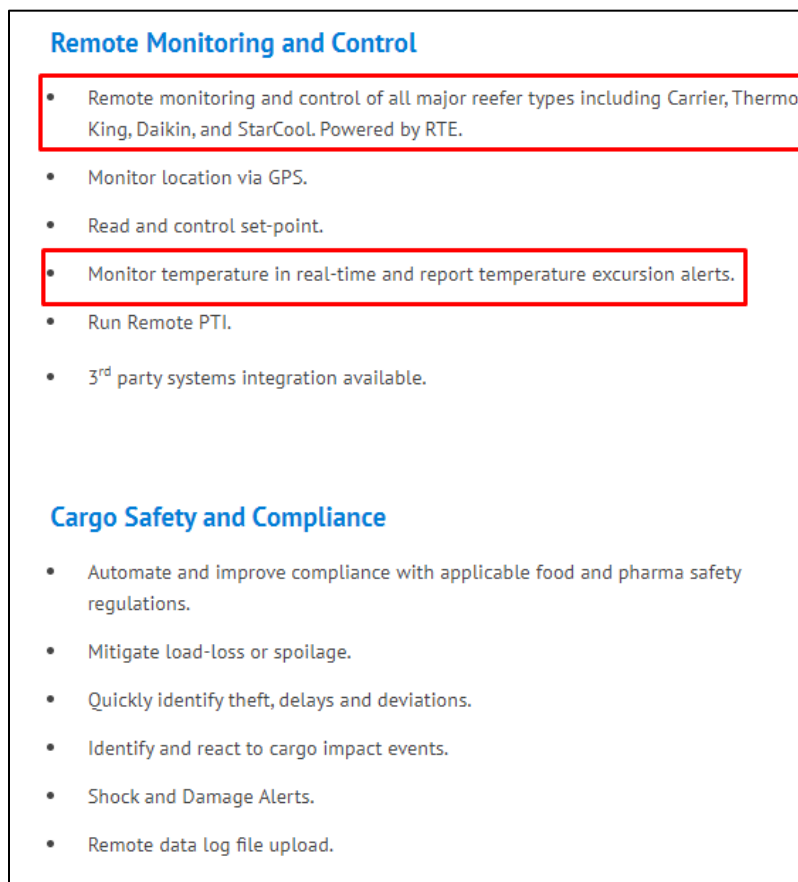 Remote Monitoring and Control
• Remote monitoring and control of all major reefer types including Carrier, Thermo
King, Daikin, and StarCool. Powered by RTE.
• Monitor location via GPS.
• Read and control set-point.
• Monitor temperature in real-time and report temperature excursion alerts.
• Run Remote PTI.
• 3rd party systems integration available.
Cargo Safety and Compliance
• Automate and improve compliance with applicable food and pharma safety
regulations.
• Mitigate load-loss or spoilage.
• Quickly identify theft, delays and deviations.
• Identify and react to cargo impact events.
• Shock and Damage Alerts.
• Remote data log file upload.